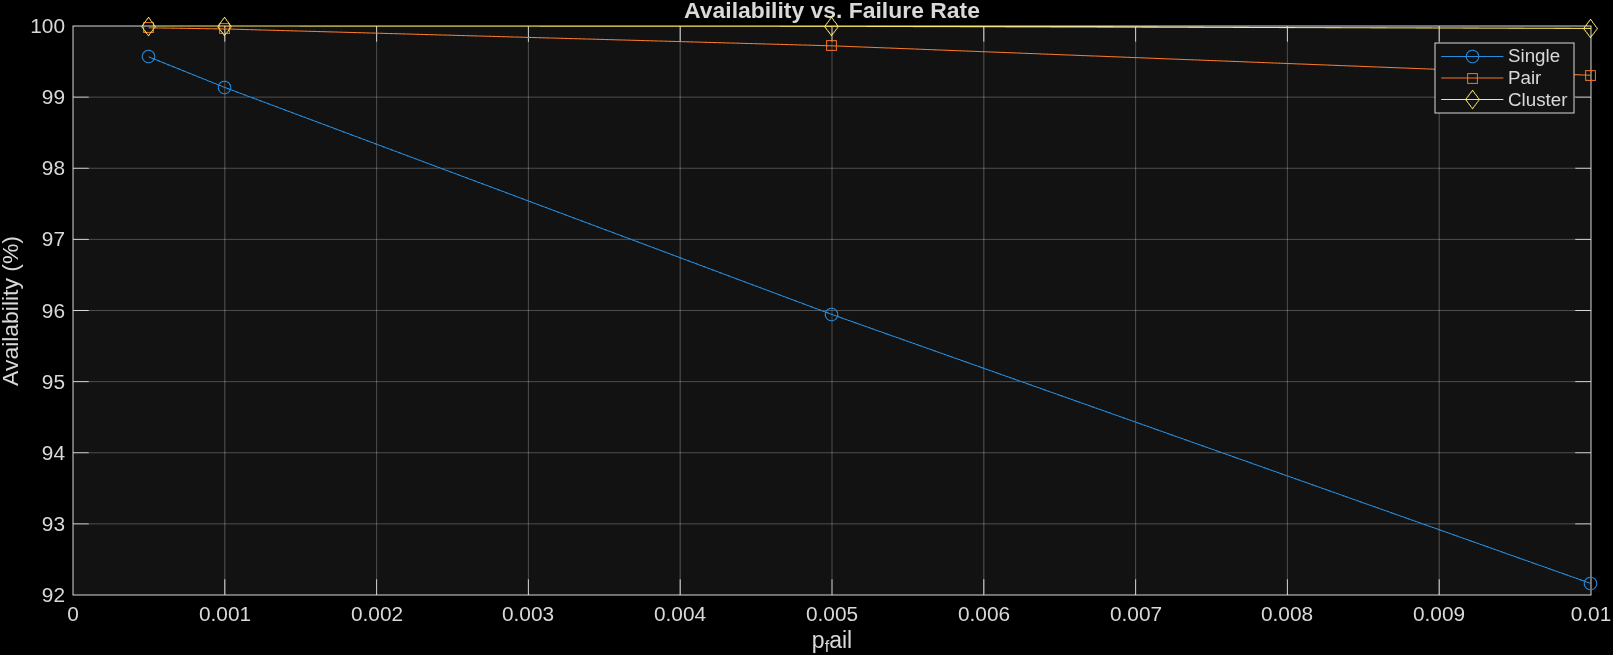 Availability vs. Failure Rate
Availability (%)
100
99
98
97
96
95
94
93
92
Single
Pair
Cluster
0 0.001 0.002 0.003 0.004 0.005 0.006 0.007 0.008 0.009 0.01
pfail